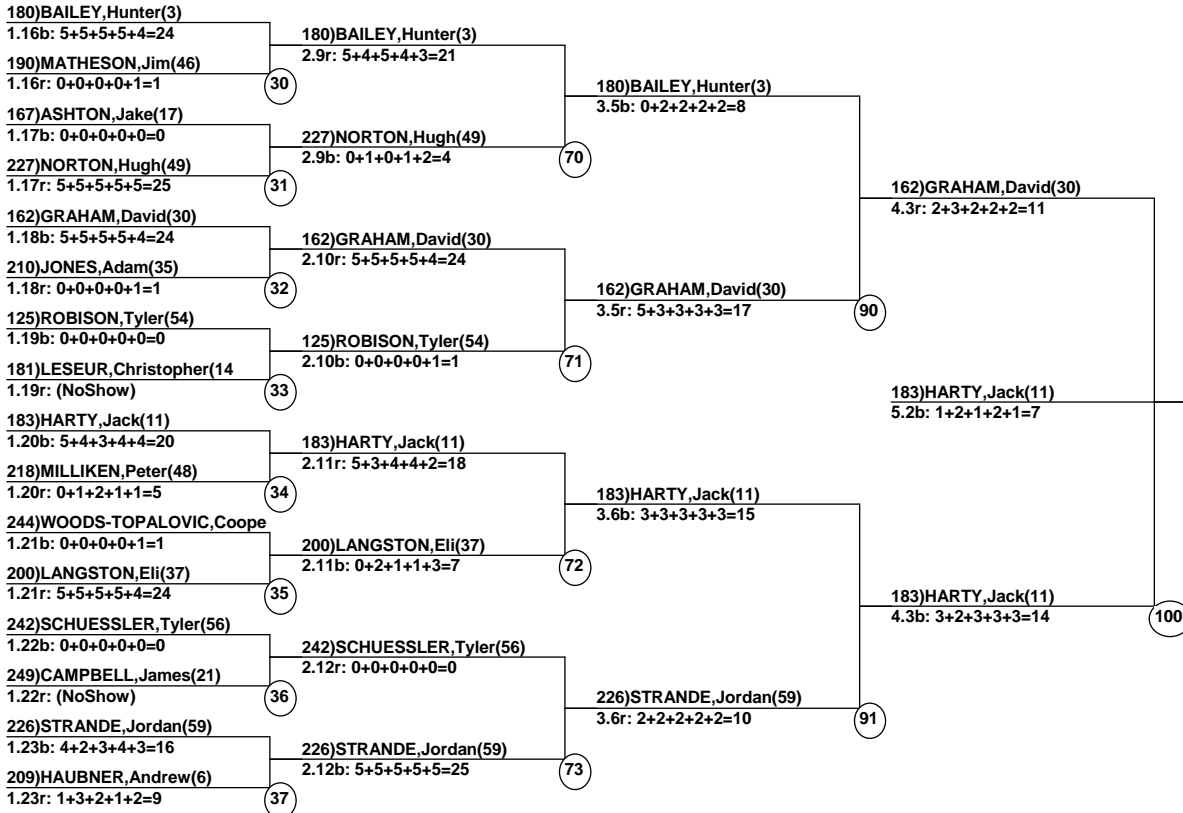 180)BAILEY,Hunter(3)
1.16b: 5+5+5+5+4=24
190)MATHESON,Jim(46)
1.16r: 0+0+0+0+1=1
30
167)ASHTON,Jake(17)
1.17b: 0+0+0+0+0=0
227)NORTON,Hugh(49)
1.17r: 5+5+5+5+5=25
31
162)GRAHAM,David(30)
1.18b: 5+5+5+5+4=24
210)JONES,Adam(35)
1.18r: 0+0+0+0+1=1
32
125)ROBISON,Tyler(54)
1.19b: 0+0+0+0+0=0
181)LESEUR,Christopher(14
1.19r: (NoShow)
33
183)HARTY,Jack(11)
1.20b: 5+4+3+4+4=20
218)MILLIKEN,Peter(48)
1.20r: 0+1+2+1+1=5
34
244)WOODS-TOPALOVIC,Coope
1.21b: 0+0+0+0+1=1
200)LANGSTON,Eli(37)
1.21r: 5+5+5+5+4=24
35
242)SCHUESSLER,Tyler(56)
1.22b: 0+0+0+0+0=0
249)CAMPBELL,James(21)
1.22r: (NoShow)
36
226)STRANDE,Jordan(59)
1.23b: 4+2+3+4+3=16
209)HAUBNER,Andrew(6)
1.23r: 1+3+2+1+2=9
37
180)BAILEY,Hunter(3)
2.9r: 5+4+5+4+3=21
227)NORTON,Hugh(49)
2.9b: 0+1+0+1+2=4
70
162)GRAHAM,David(30)
2.10r: 5+5+5+5+4=24
125)ROBISON,Tyler(54)
2.10b: 0+0+0+0+1=1
71
183)HARTY,Jack(11)
2.11r: 5+3+4+4+2=18
200)LANGSTON,Eli(37)
2.11b: 0+2+1+1+3=7
72
242)SCHUESSLER,Tyler(56)
2.12r: 0+0+0+0+0=0
226)STRANDE,Jordan(59)
2.12b: 5+5+5+5+5=25
73
180)BAILEY,Hunter(3)
3.5b: 0+2+2+2+2=8
162)GRAHAM,David(30)
3.5r: 5+3+3+3+3=17
90
183)HARTY,Jack(11)
3.6b: 3+3+3+3+3=15
226)STRANDE,Jordan(59)
3.6r: 2+2+2+2+2=10
91
162)GRAHAM,David(30)
4.3r: 2+3+2+2+2=11
183)HARTY,Jack(11)
5.2b: 1+2+1+2+1=7
183)HARTY,Jack(11)
4.3b: 3+2+3+3+3=14
100